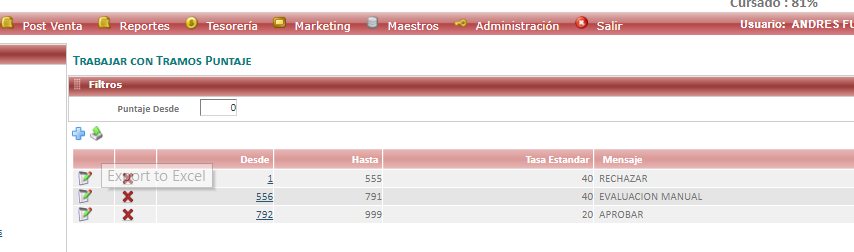 Cursado : 81%
Post Venta Reportes Tesorería Marketing Maestros Administración Salir Usuario: ANDRES FU
TRABAJAR CON TRAMOS PUNTAJE
Filtros
Puntaje Desde 0
Desde Hasta Tasa Estandar Mensaje
Export to Excel
1 555 40 RECHAZAR
556 791 40 EVALUACION MANUAL
792 999 20 APROBAR